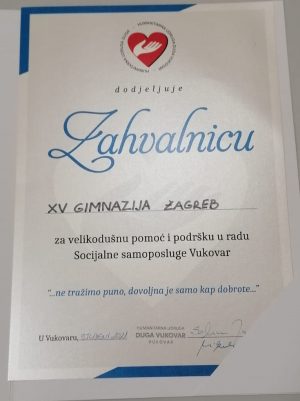 dodjeljuje
Zahvalnicu
XV GIMNAZIJA ZAGREB
za velikodušnu pomoć i podršku u radu
Socijalne samoposluge Vukovar
"...ne tražimo puno, dovoljna je samo kap dobrote..."
U Vukovaru,
HUMANITARNA UDRUGA
DUGA VUKOVAR
VUKOVAR